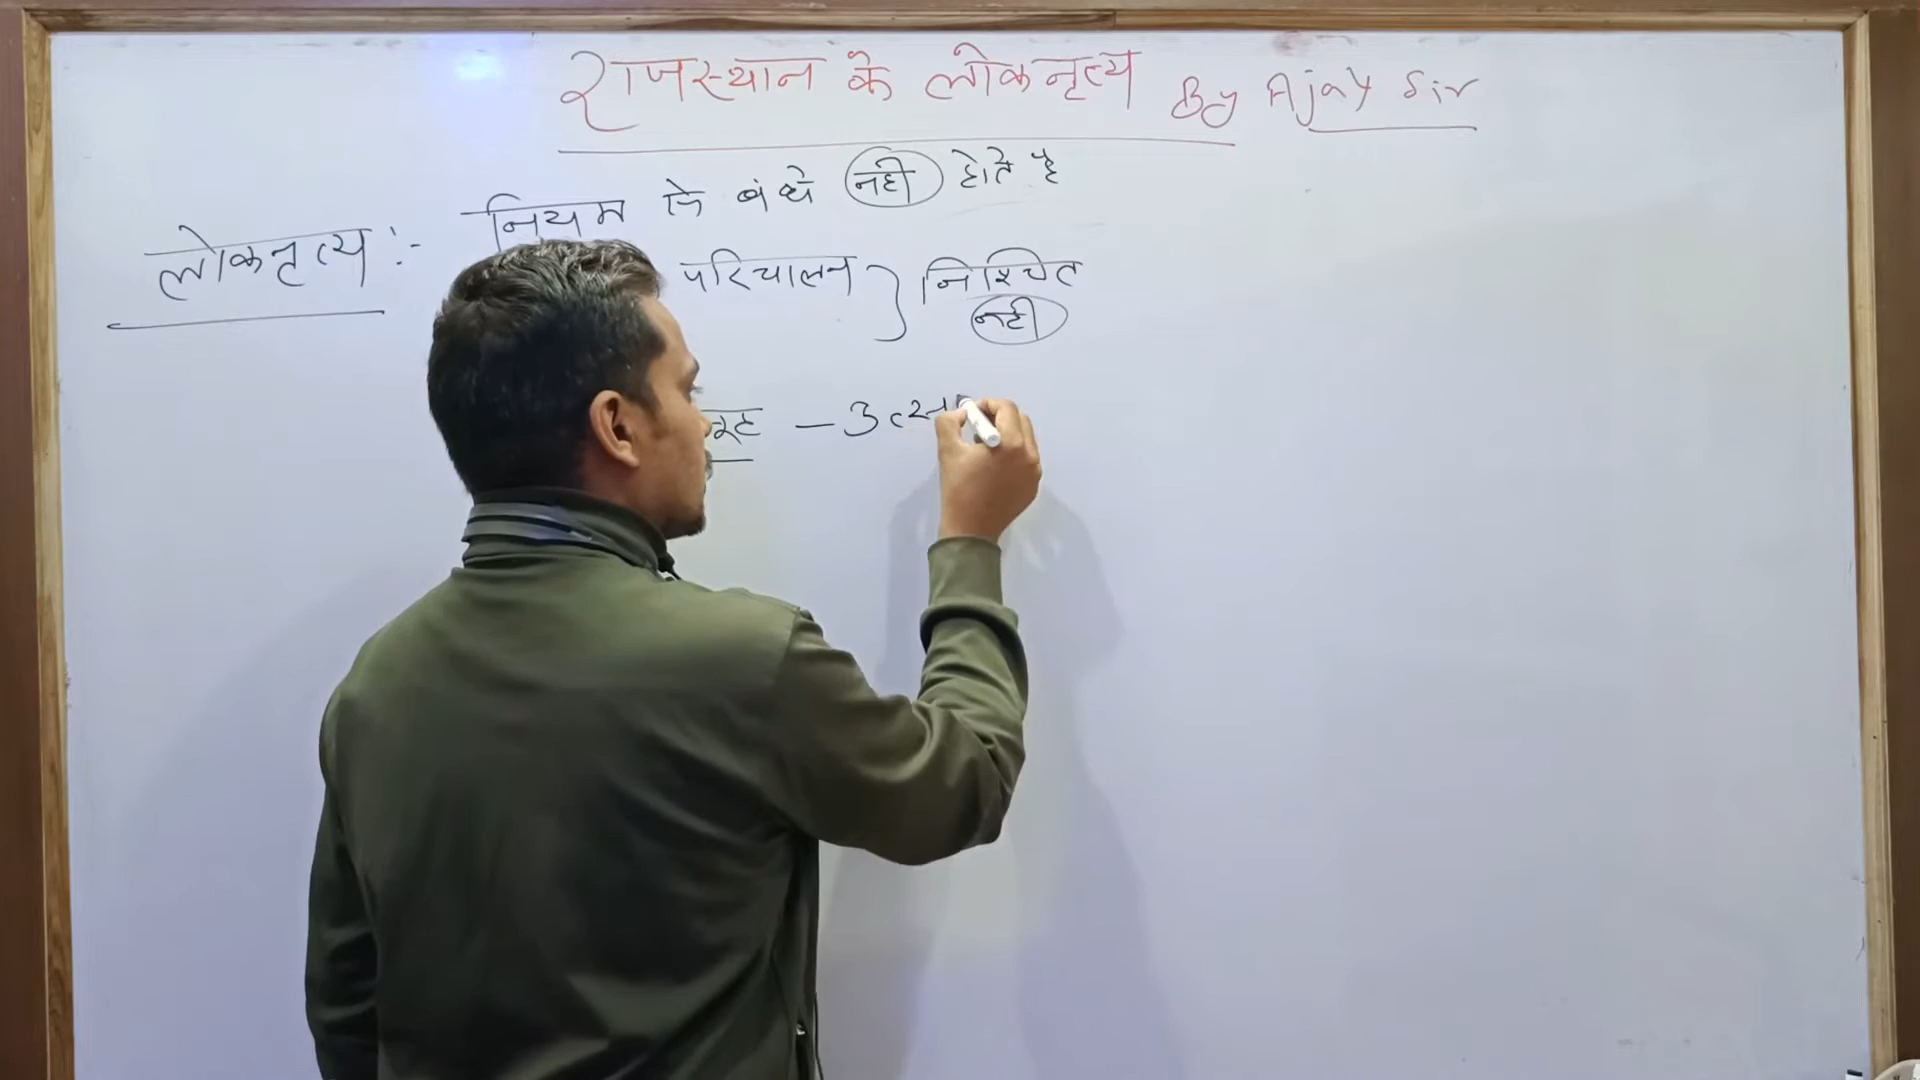 राजस्थान के लोकनृत्य By Ajay Sir
नियम से बंधे नहीं होते है
लोकनृत्य :-
परिचालन } निश्चित
नहीं